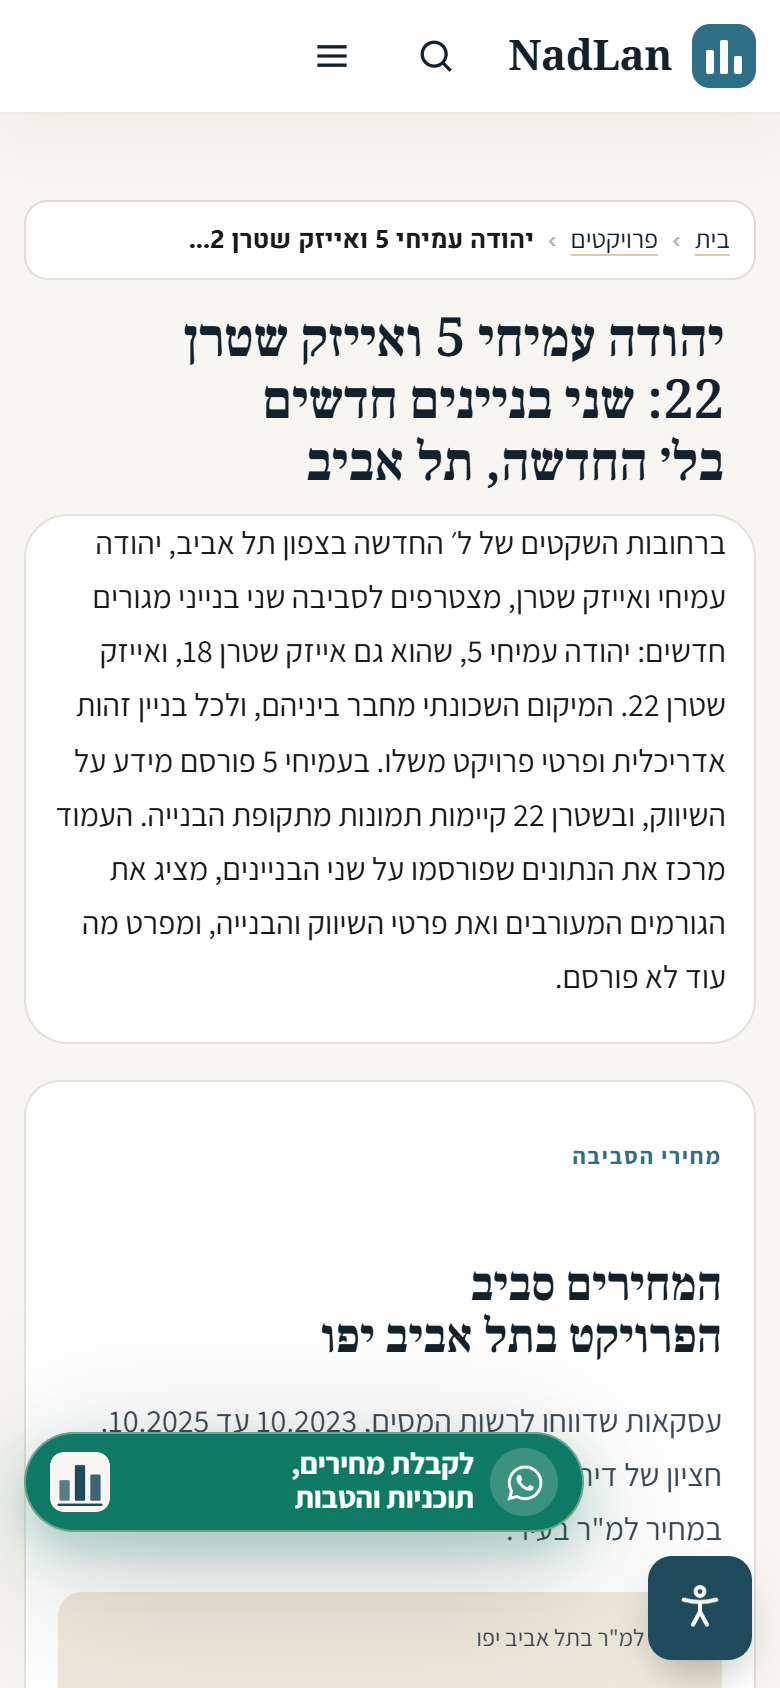 NadLan
בית › פרויקטים › יהודה עמיחי 5 ואייזק שטרן 2...
יהודה עמיחי 5 ואייזק שטרן
22: שני בניינים חדשים
בל׳ החדשה, תל אביב
ברחובות השקטים של ל׳ החדשה בצפון תל אביב, יהודה
עמיחי ואייזק שטרן, מצטרפים לסביבה שני בנייני מגורים
חדשים: יהודה עמיחי 5, שהוא גם אייזק שטרן 18, ואייזק
שטרן 22. המיקום השכונתי מחבר ביניהם, ולכל בניין זהות
אדריכלית ופרטי פרויקט משלו. בעמיחי 5 פורסם מידע על
השיווק, ובשטרן 22 קיימות תמונות מתקופת הבנייה. העמוד
מרכז את הנתונים שפורסמו על שני הבניינים, מציג את
הגורמים המעורבים ואת פרטי השיווק והבנייה, ומפרט מה
עוד לא פורסם.
מחירי הסביבה
המחירים סביב
הפרויקט בתל אביב יפו
עסקאות שדווחו לרשות המסים, 10.2023 עד 10.2025.
חציון של
במחיר למ"ר
לקבלת מחירים,
תוכניות והטבות
למ"ר בתל אביב יפו